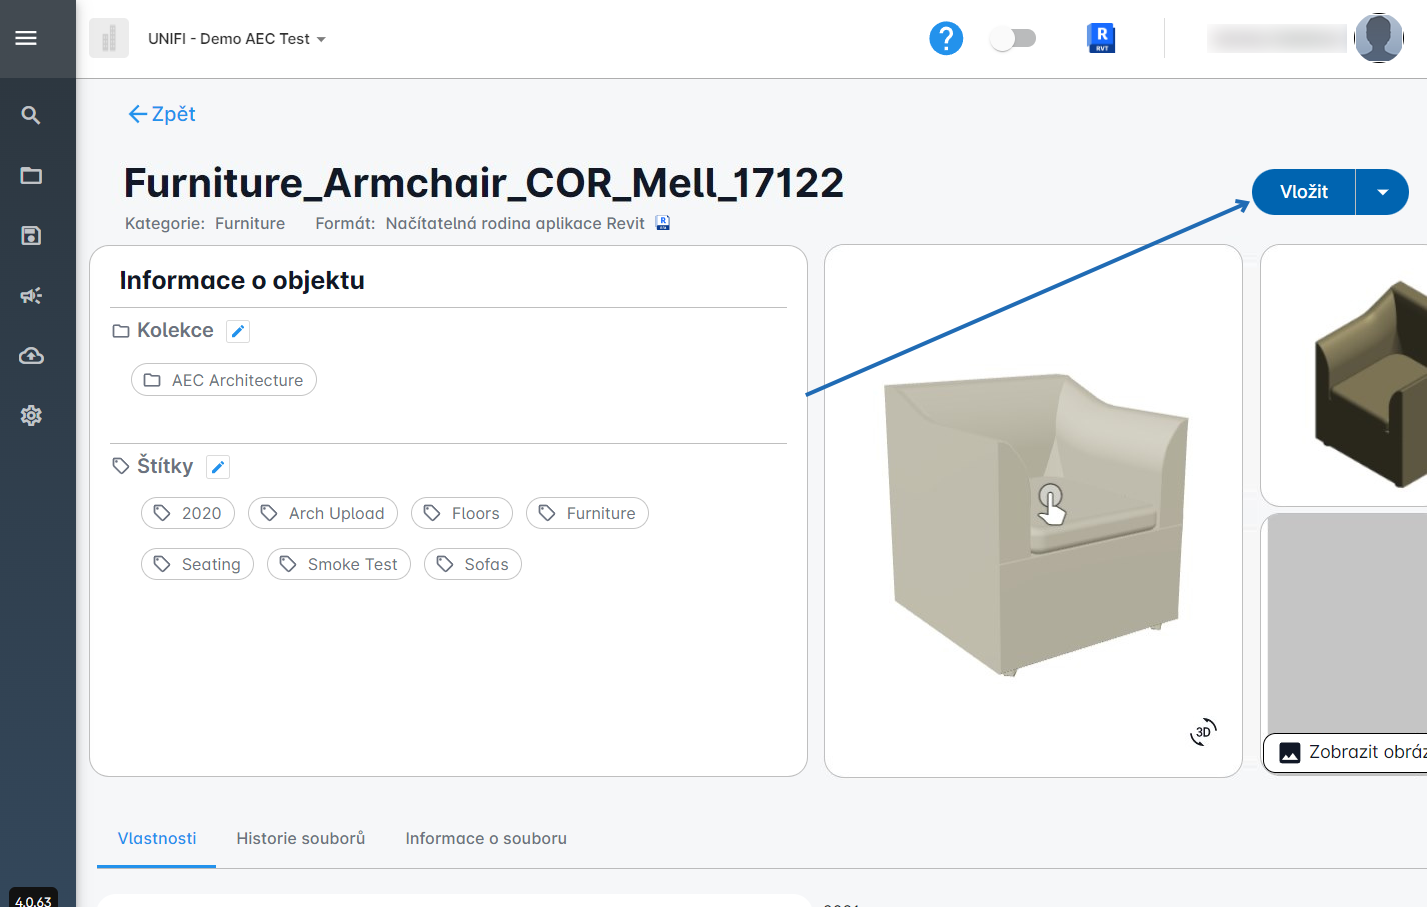 UNIFI - Demo AEC Test
?
R
RVT
Zpět
Furniture_Armchair_COR_Mell_17122
Vložit
Kategorie: Furniture Formát: Načítatelná rodina aplikace Revit
Informace o objektu
Kolekce
AEC Architecture
Štítky
2020
Arch Upload
Floors
Furniture
Seating
Smoke Test
Sofas
3D
Zobrazit obráz
Vlastnosti
Historie souborů
Informace o souboru
4.0.63